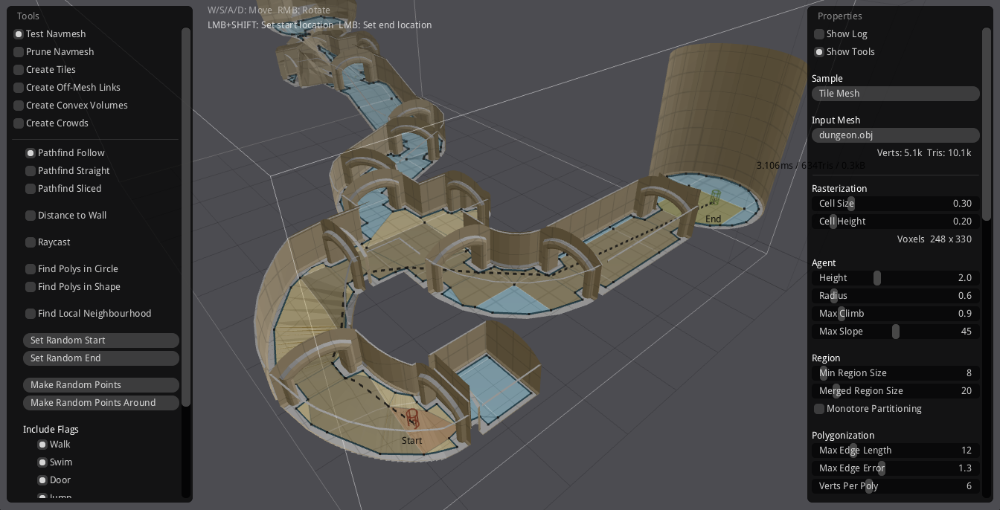 Tools
Test Navmesh
Prune Navmesh
Create Tiles
Create Off-Mesh Links
Create Convex Volumes
Create Crowds
Pathfind Follow
Pathfind Straight
Pathfind Sliced
Distance to Wall
Raycast
Find Polys in Circle
Find Polys in Shape
Find Local Neighbourhood
Set Random Start
Set Random End
Make Random Points
Make Random Points Around
Include Flags
Walk
Swim
Door
Jump
W/S/A/D: Move RMB: Rotate
LMB+SHIFT: Set start location LMB: Set end location
End
Start
Properties
Show Log
Show Tools
Sample
Tile Mesh
Input Mesh
dungeon.obj
Verts: 5.1k Tris: 10.1k
3.106ms / 634Tris / 0.3kB
Rasterization
Cell Size 0.30
Cell Height 0.20
Voxels 248 x 330
Agent
Height 2.0
Radius 0.6
Max Climb 0.9
Max Slope 45
Region
Min Region Size 8
Merged Region Size 20
Monotore Partitioning
Polygonization
Max Edge Length 12
Max Edge Error 1.3
Verts Per Poly 6